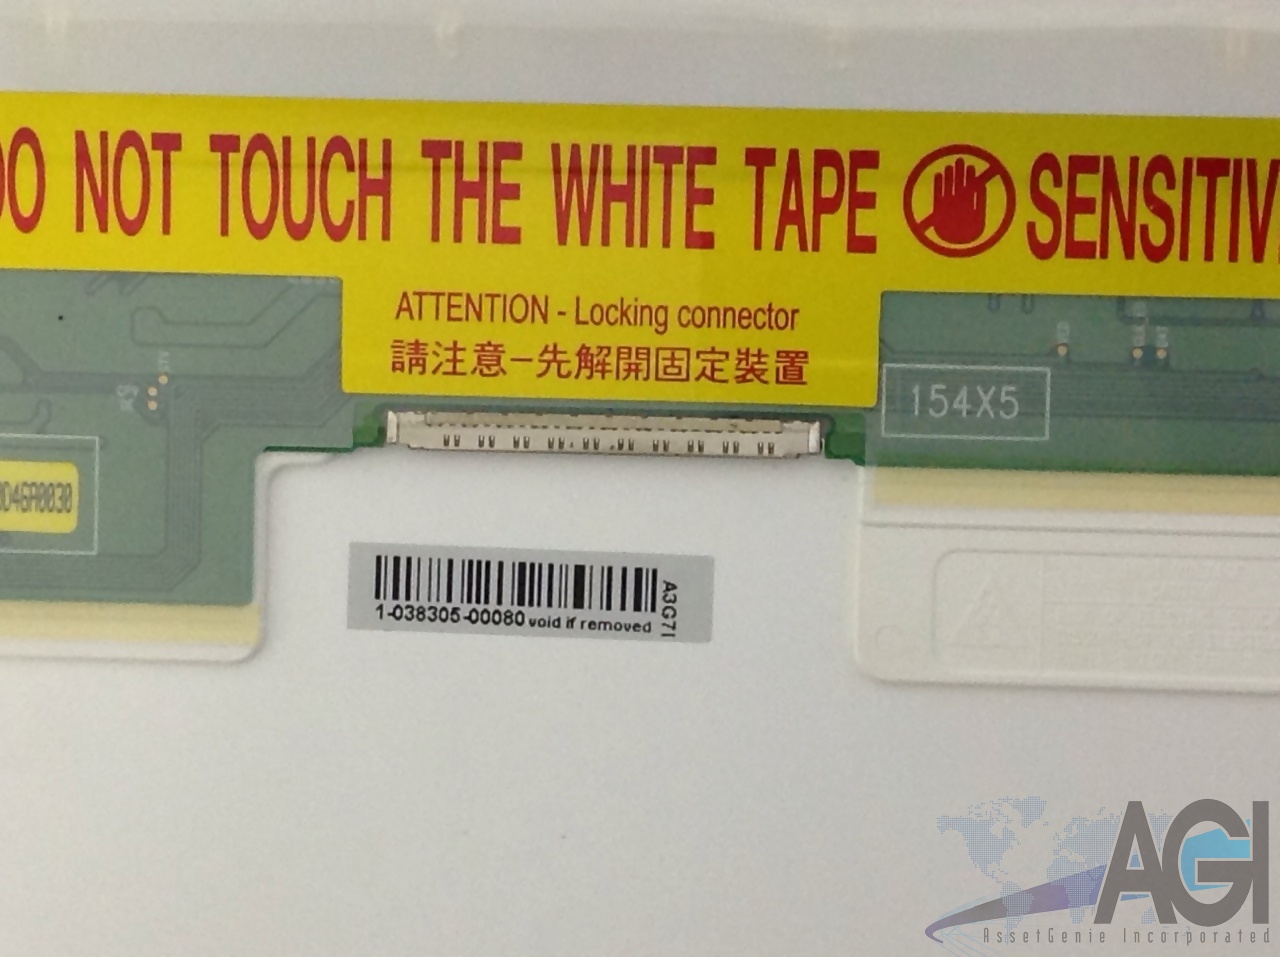 DO NOT TOUCH THE WHITE TAPE SENSITIV
ATTENTION - Locking connector
請注意-先解開固定裝置
154X5
D4GA0030
1-038305-00080 void if removed
A3G7I
AGI
AssetGenie Incorporated